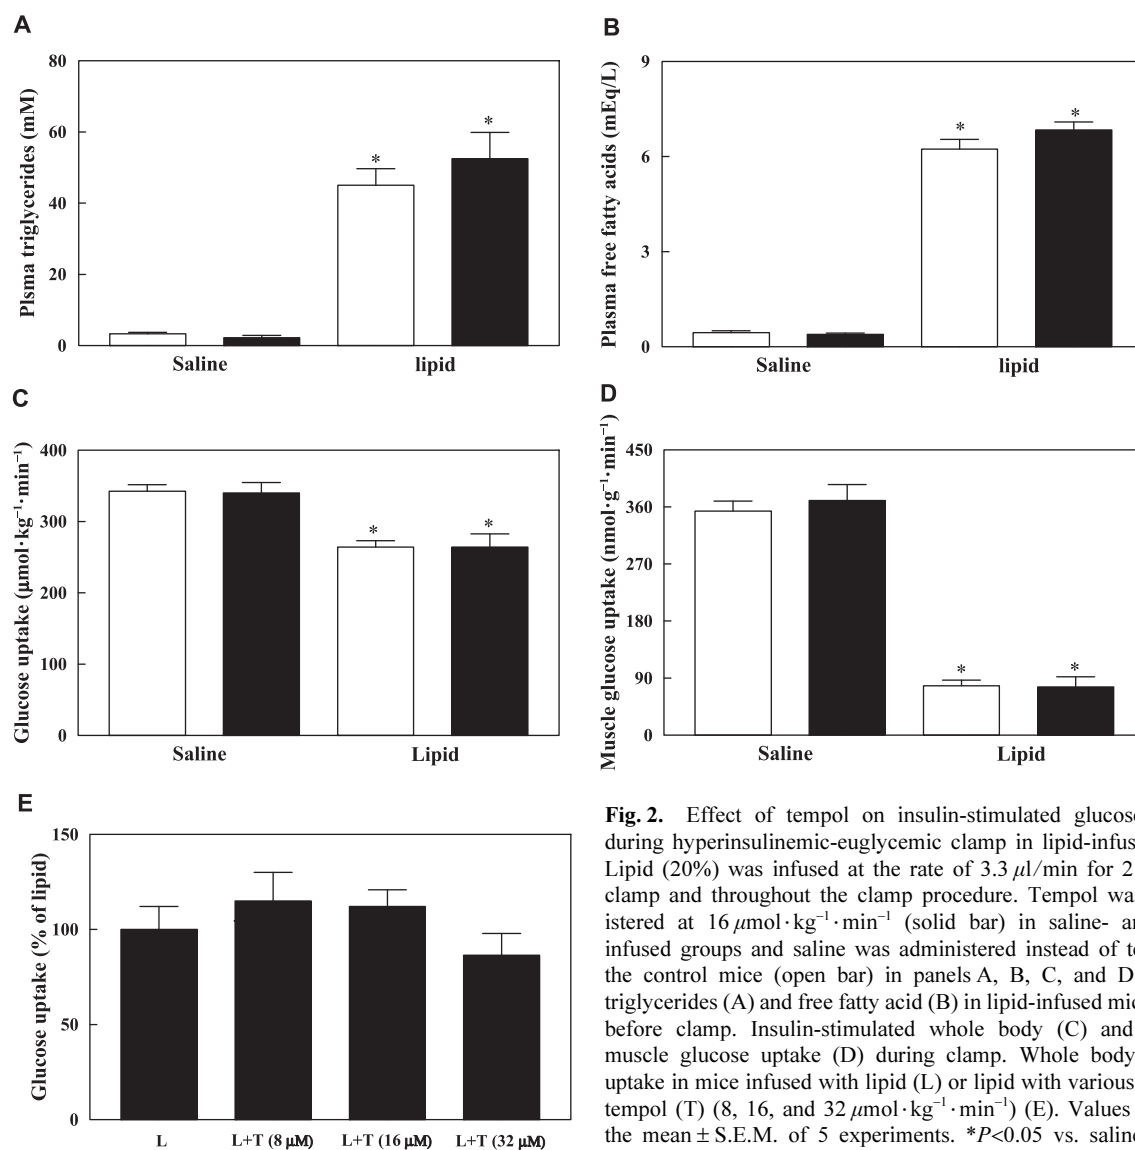 A
80
60
40
20
0
Plsma triglycerides (mM)
*
*
Saline
lipid
B
9
6
3
0
Plasma free fatty acids (mEq/L)
*
*
Saline
lipid
C
400
300
200
100
0
Glucose uptake (μmol·kg⁻¹·min⁻¹)
*
*
Saline
Lipid
D
450
360
270
180
90
0
Muscle glucose uptake (nmol·g⁻¹·min⁻¹)
*
*
Saline
Lipid
E
150
100
50
0
Glucose uptake (% of lipid)
L
L+T (8 μM)
L+T (16 μM)
L+T (32 μM)
Fig. 2. Effect of tempol on insulin-stimulated glucose
during hyperinsulinemic-euglycemic clamp in lipid-infus
Lipid (20%) was infused at the rate of 3.3 μl/min for 2
clamp and throughout the clamp procedure. Tempol was
istered at 16 μmol·kg⁻¹·min⁻¹ (solid bar) in saline- an
infused groups and saline was administered instead of te
the control mice (open bar) in panels A, B, C, and D
triglycerides (A) and free fatty acid (B) in lipid-infused mic
before clamp. Insulin-stimulated whole body (C) and
muscle glucose uptake (D) during clamp. Whole body
uptake in mice infused with lipid (L) or lipid with various
tempol (T) (8, 16, and 32 μmol·kg⁻¹·min⁻¹) (E). Values
the mean ± S.E.M. of 5 experiments. *P<0.05 vs. saline